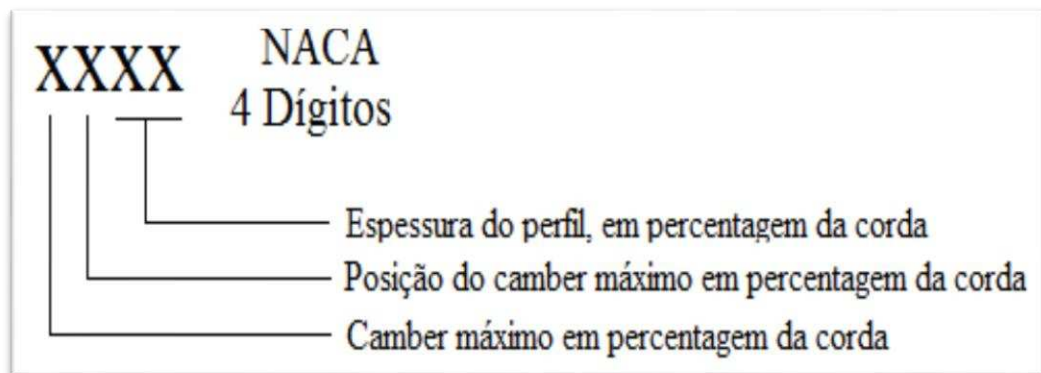 XXXX NACA
4 Dígitos
Espessura do perfil, em percentagem da corda
Posição do camber máximo em percentagem da corda
Camber máximo em percentagem da corda